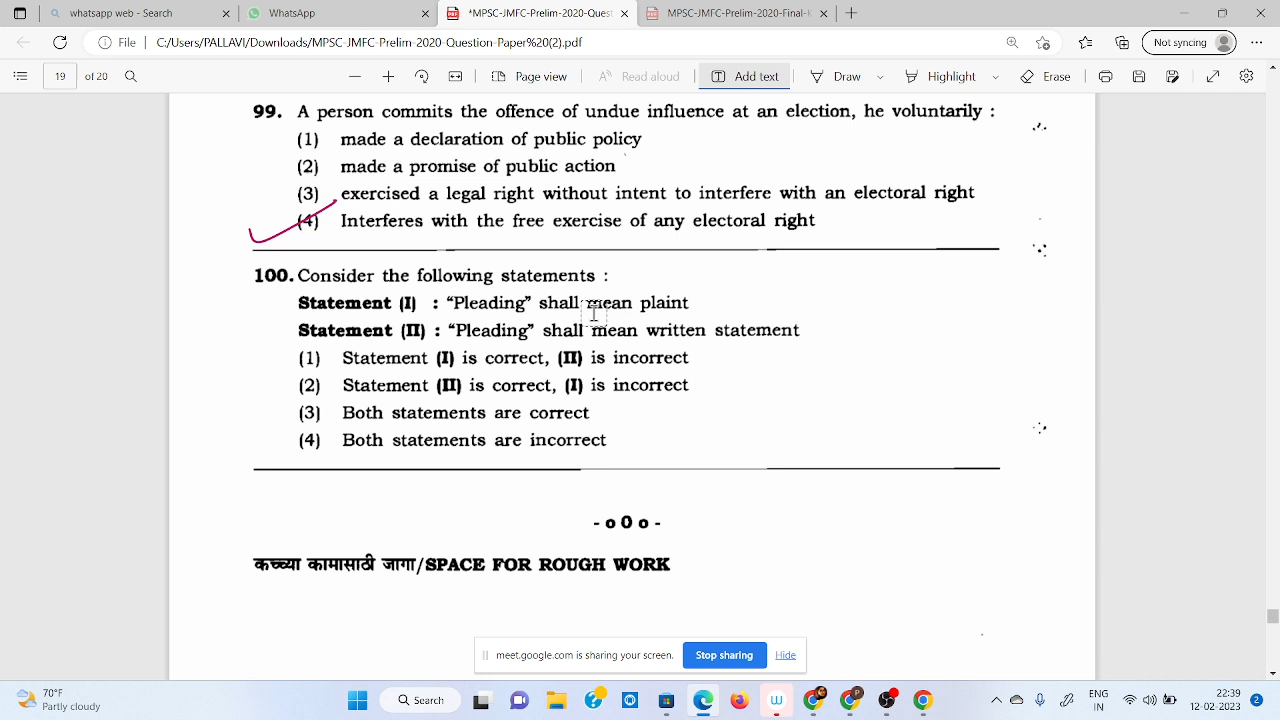 whatsapp web - Search
WhatsApp
*MPSC-JMFC-Prelim-2020-Quest
MPSC-JMFC-Prelim-2020-Final-K
File
C:/Users/PALLAVI/Downloads/MPSC JMFC-Prelim-2020-Question%20Paper%20(2).pdf
Not syncing
19 of 20
Page view
Read aloud
Add text
Draw
Highlight
Erase
99. A person commits the offence of undue influence at an election, he voluntarily :
(1) made a declaration of public policy
(2) made a promise of public action
(3) exercised a legal right without intent to interfere with an electoral right
(4) Interferes with the free exercise of any electoral right
100. Consider the following statements :
Statement (I) : "Pleading" shall mean plaint
Statement (II) : "Pleading" shall mean written statement
(1) Statement (I) is correct, (II) is incorrect
(2) Statement (II) is correct, (I) is incorrect
(3) Both statements are correct
(4) Both statements are incorrect
- o 0 o -
कच्च्या कामासाठी जागा/SPACE FOR ROUGH WORK
meet.google.com is sharing your screen.
Stop sharing
Hide
70°F
Partly cloudy
Search
ENG
IN
22:39
12-02-2023
2